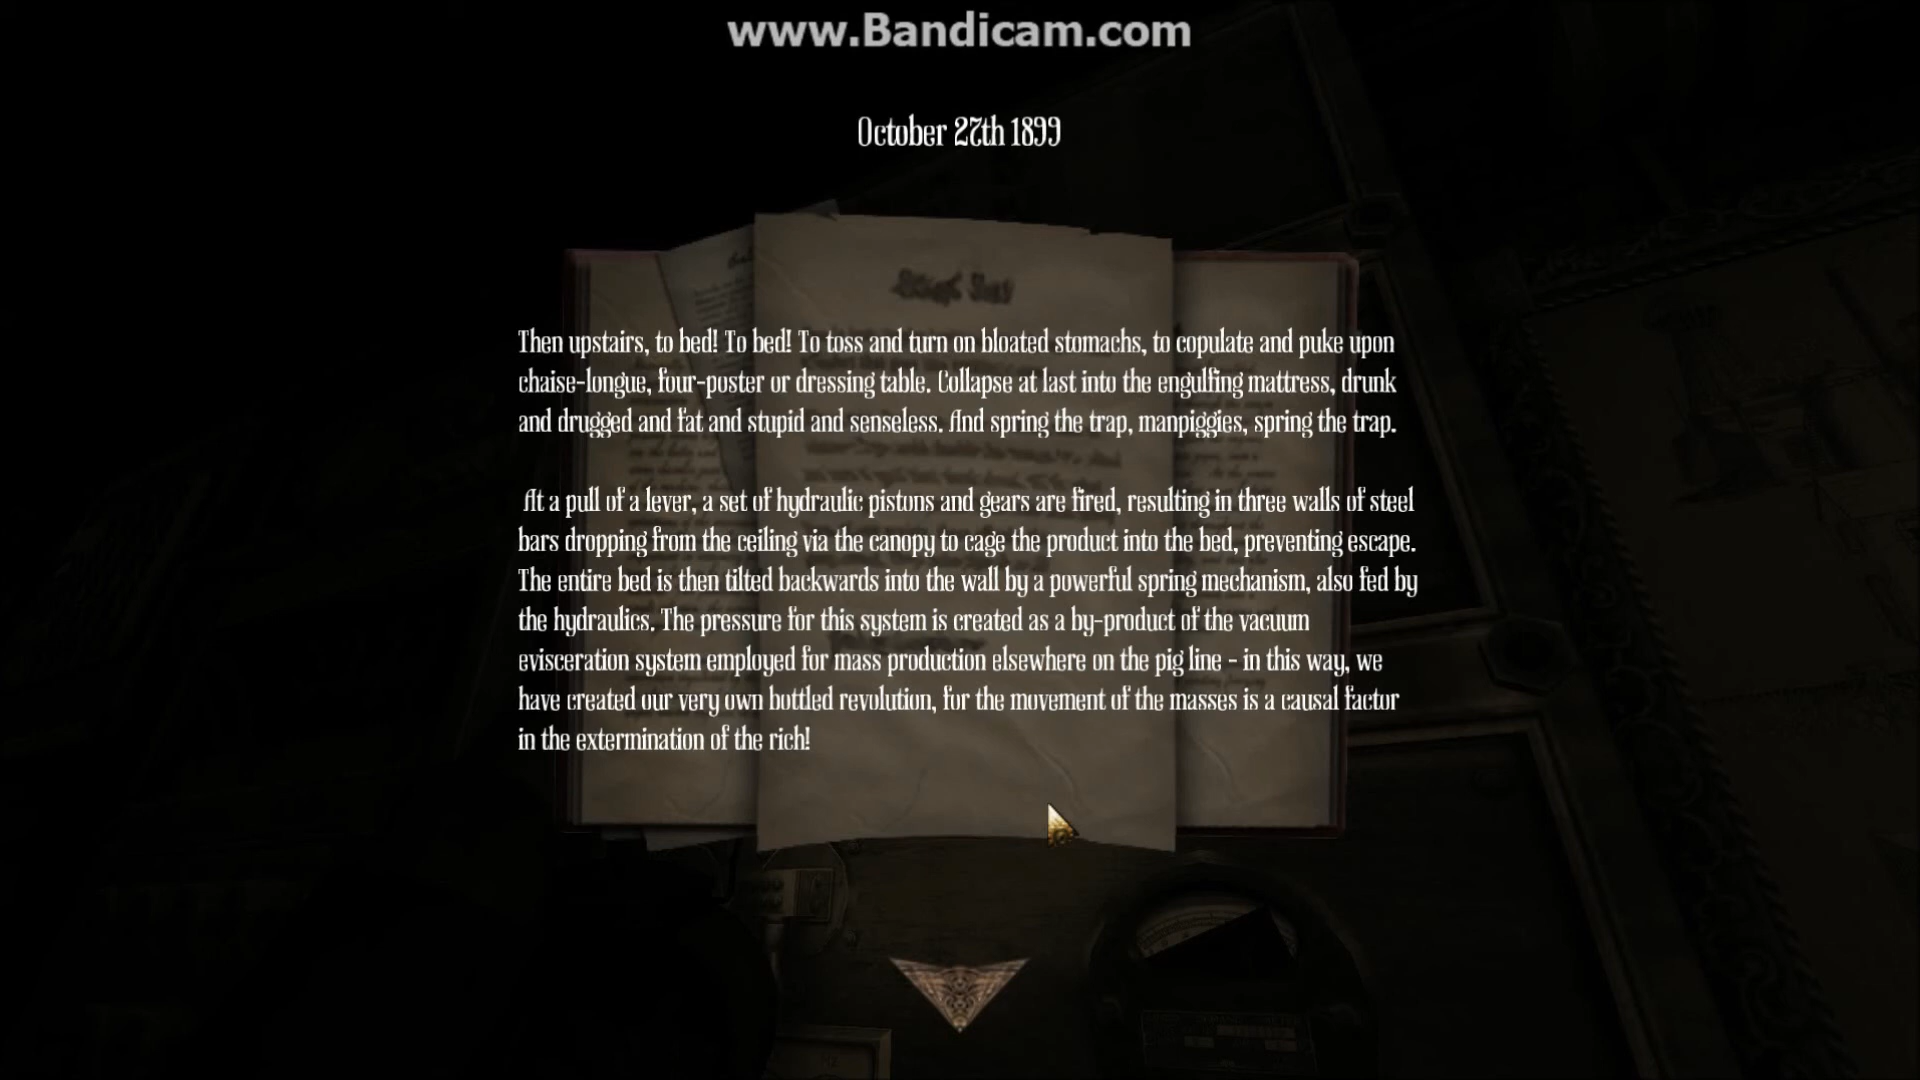 www.Bandicam.com
October 27th 1899
Then upstairs, to bed! To bed! To toss and turn on bloated stomachs, to copulate and puke upon
chaise-longue, four-poster or dressing table. Collapse at last into the engulfing mattress, drunk
and drugged and fat and stupid and senseless. And spring the trap, manpiggies, spring the trap.
At a pull of a lever, a set of hydraulic pistons and gears are fired, resulting in three walls of steel
bars dropping from the ceiling via the canopy to cage the product into the bed, preventing escape.
The entire bed is then tilted backwards into the wall by a powerful spring mechanism, also fed by
the hydraulics. The pressure for this system is created as a by-product of the vacuum
evisceration system employed for mass production elsewhere on the pig line - in this way, we
have created our very own bottled revolution, for the movement of the masses is a causal factor
in the extermination of the rich!